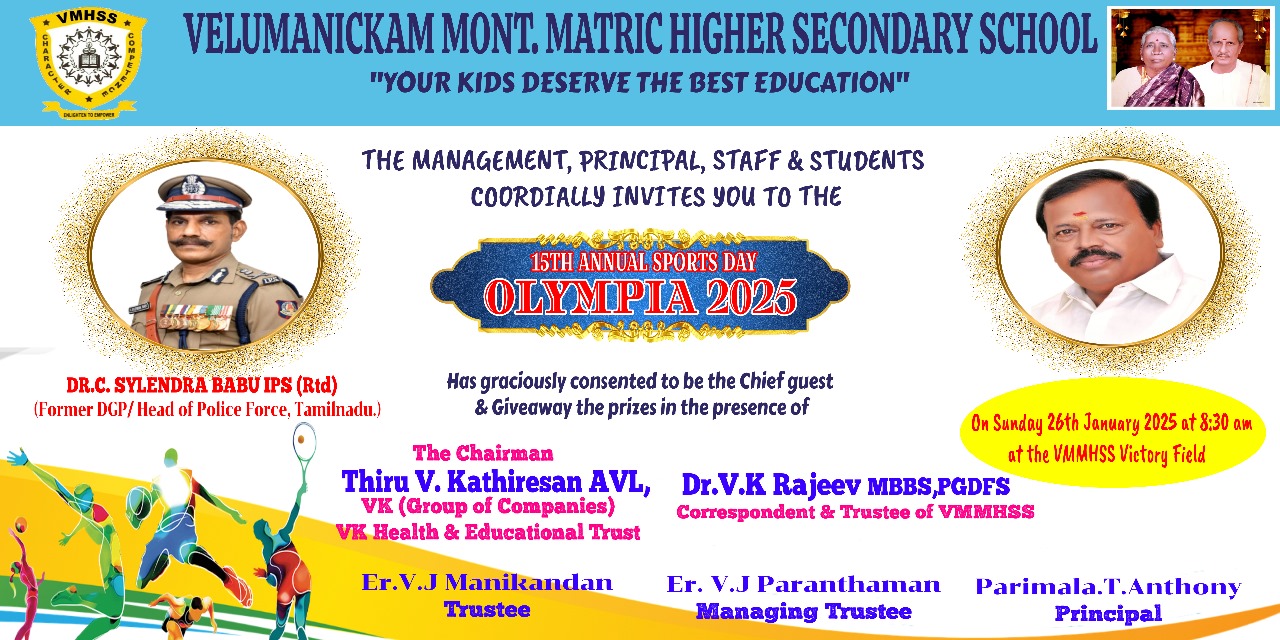 VMHSS
CHARACTER
COMPETENCE
ENLIGHTEN TO EMPOWER
VELUMANICKAM MONT. MATRIC HIGHER SECONDARY SCHOOL
"YOUR KIDS DESERVE THE BEST EDUCATION"
THE MANAGEMENT, PRINCIPAL, STAFF & STUDENTS
COORDIALLY INVITES YOU TO THE
15TH ANNUAL SPORTS DAY
OLYMPIA 2025
DR.C. SYLENDRA BABU IPS (Rtd)
(Former DGP/ Head of Police Force, Tamilnadu.)
Has graciously consented to be the Chief guest
& Giveaway the prizes in the presence of
On Sunday 26th January 2025 at 8:30 am
at the VMMHSS Victory Field
The Chairman
Thiru V. Kathiresan AVL,
VK (Group of Companies)
VK Health & Educational Trust
Dr.V.K Rajeev MBBS,PGDFS
Correspondent & Trustee of VMMHSS
Er.V.J Manikandan
Trustee
Er. V.J Paranthaman
Managing Trustee
Parimala.T.Anthony
Principal